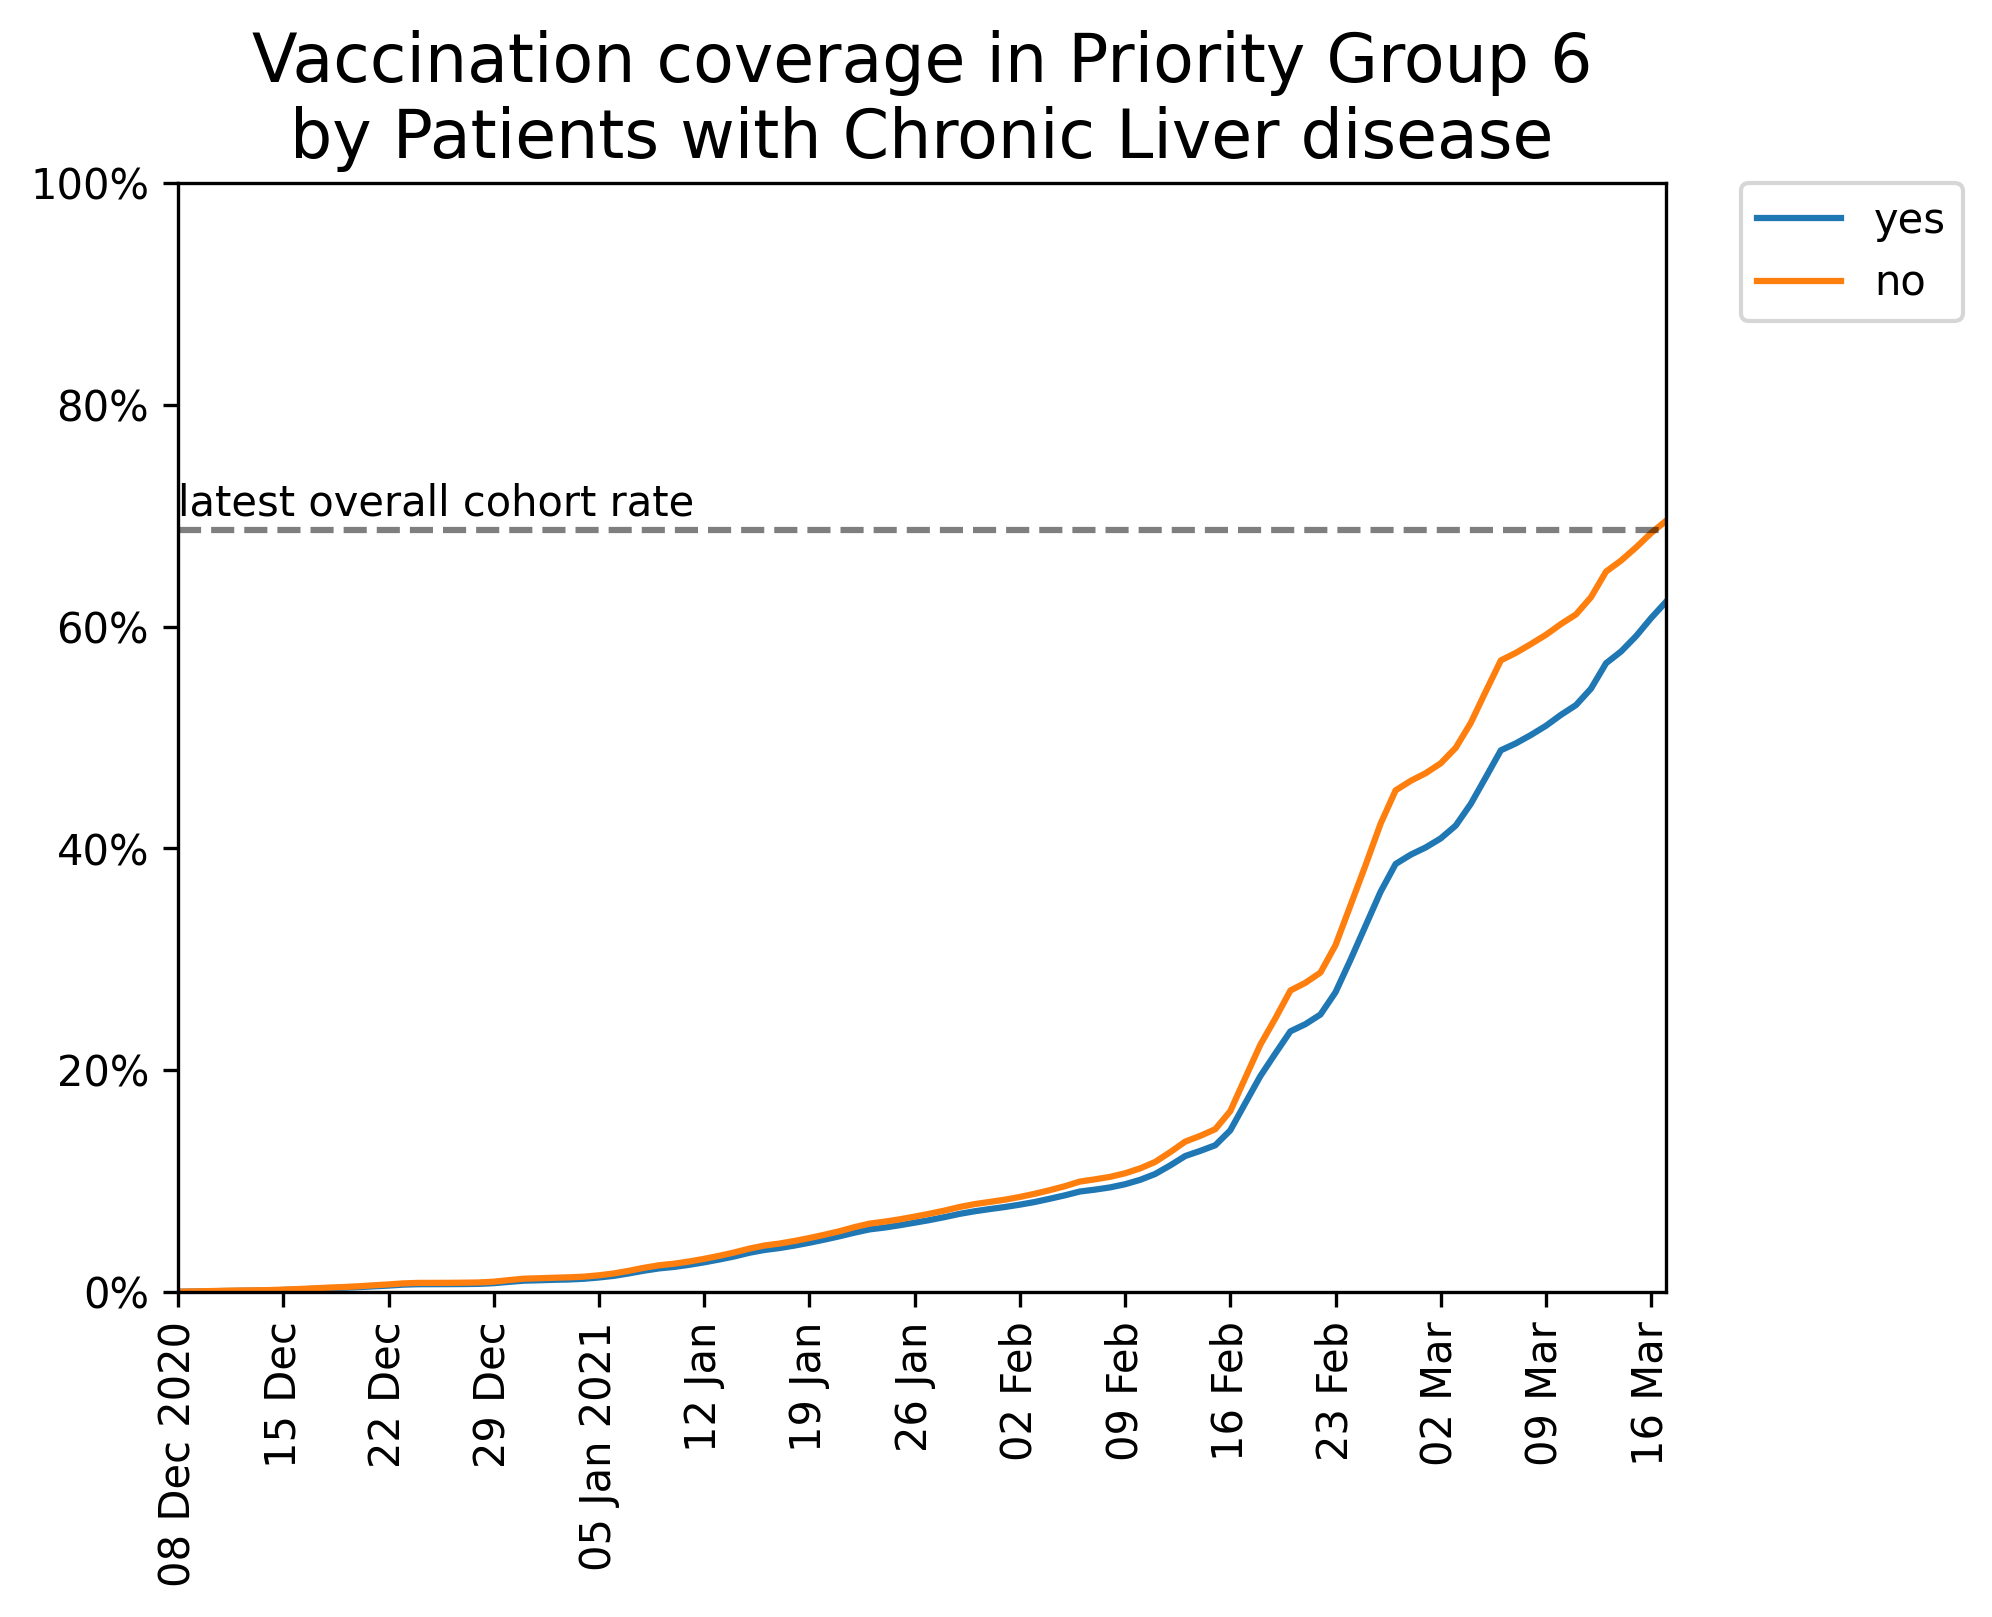 Vaccination coverage in Priority Group 6
by Patients with Chronic Liver disease
100%
80%
60%
40%
20%
0%
latest overall cohort rate
yes
no
08 Dec 2020
15 Dec
22 Dec
29 Dec
05 Jan 2021
12 Jan
19 Jan
26 Jan
02 Feb
09 Feb
16 Feb
23 Feb
02 Mar
09 Mar
16 Mar